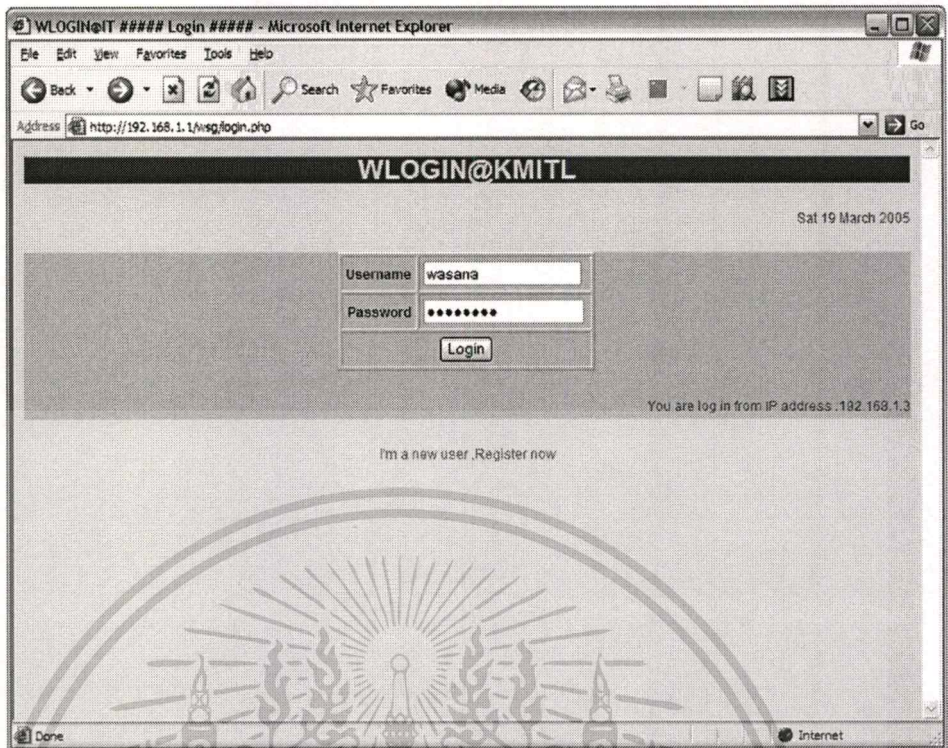 WLOGIN@IT ##### Login ##### - Microsoft Internet Explorer
File Edit View Favorites Tools Help
Back Search Favorites Media
Address http://192.168.1.1/wsg/login.php Go
WLOGIN@KMITL
Sat 19 March 2005
Username wasana
Password ●●●●●●●●
Login
You are log in from IP address :192.168.1.3
I'm a new user ,Register now
Done Internet